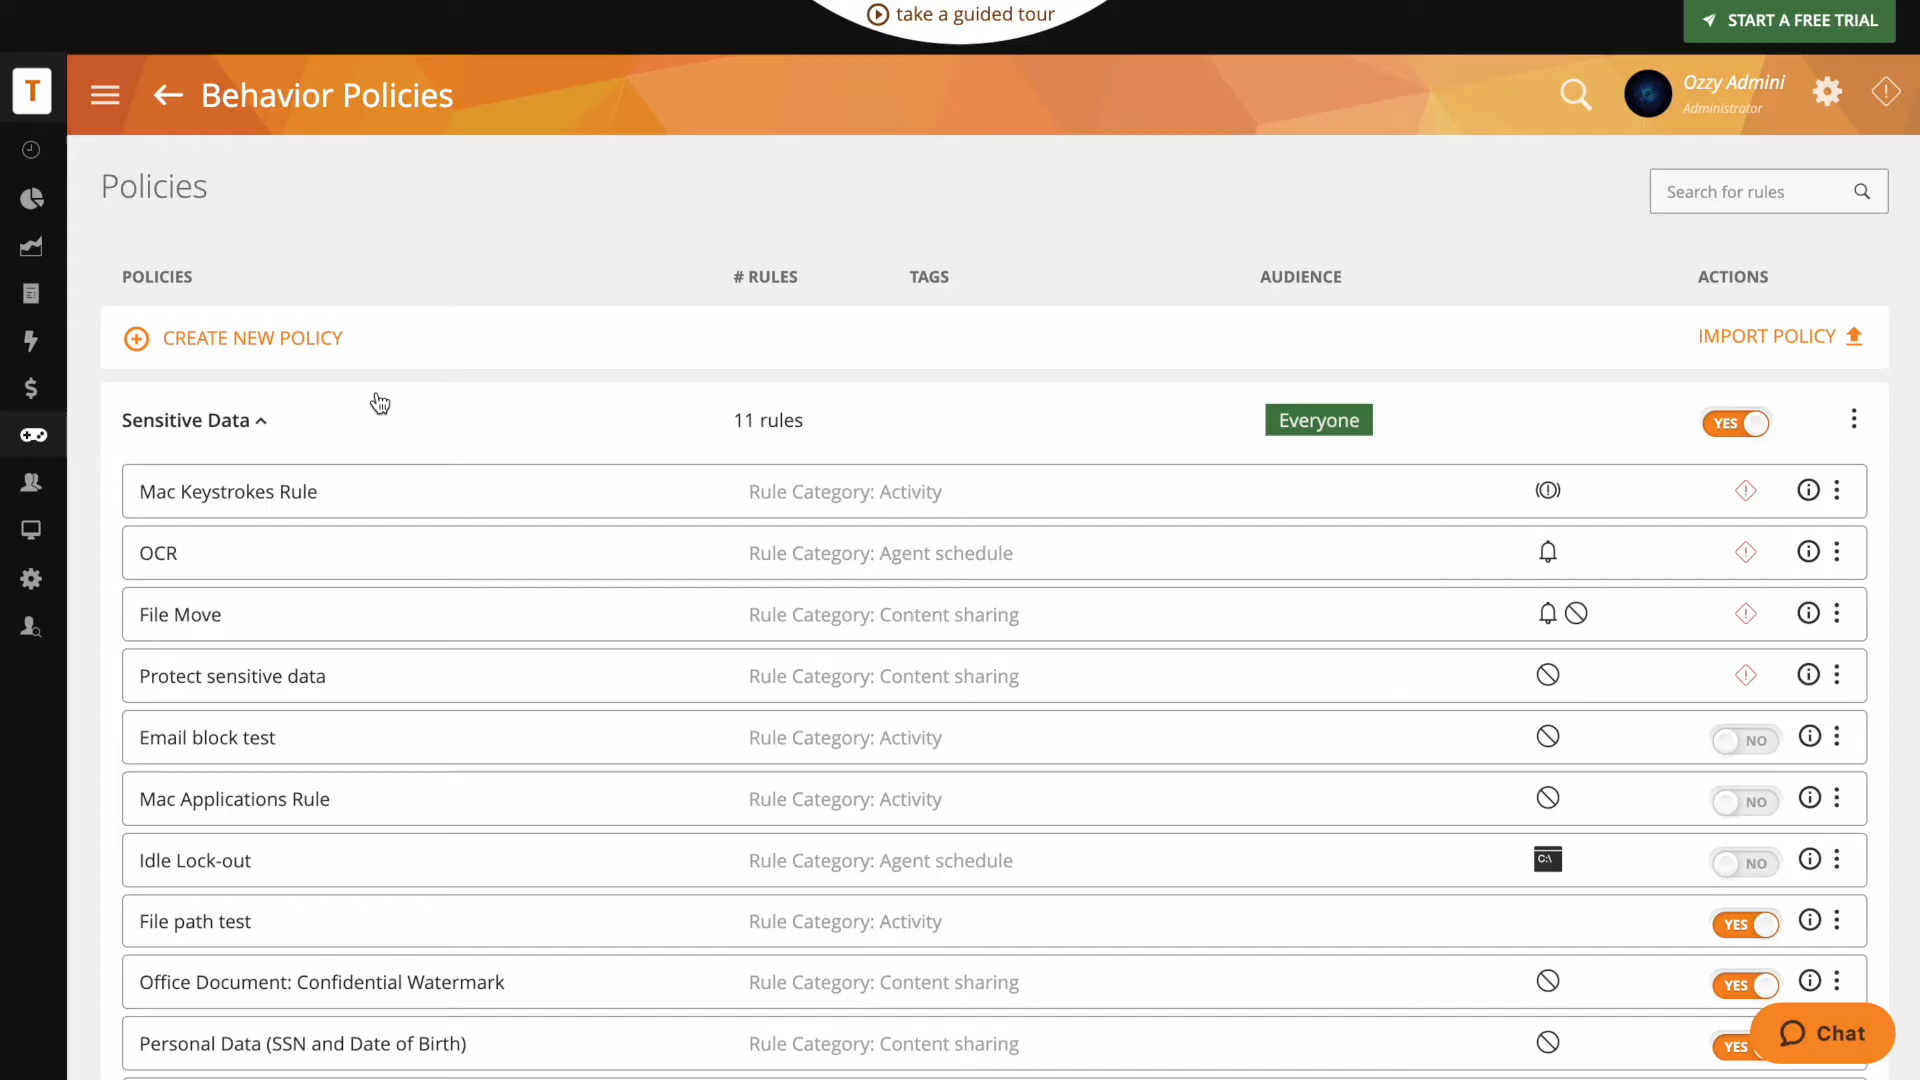 take a guided tour
START A FREE TRIAL
T
Behavior Policies
Ozzy Admini
Administrator
Policies
Search for rules
POLICIES # RULES TAGS AUDIENCE ACTIONS
CREATE NEW POLICY IMPORT POLICY
Sensitive Data 11 rules Everyone YES
Mac Keystrokes Rule Rule Category: Activity
OCR Rule Category: Agent schedule
File Move Rule Category: Content sharing
Protect sensitive data Rule Category: Content sharing
Email block test Rule Category: Activity NO
Mac Applications Rule Rule Category: Activity NO
Idle Lock-out Rule Category: Agent schedule C:\ NO
File path test Rule Category: Activity YES
Office Document: Confidential Watermark Rule Category: Content sharing YES
Personal Data (SSN and Date of Birth) Rule Category: Content sharing YES
Chat